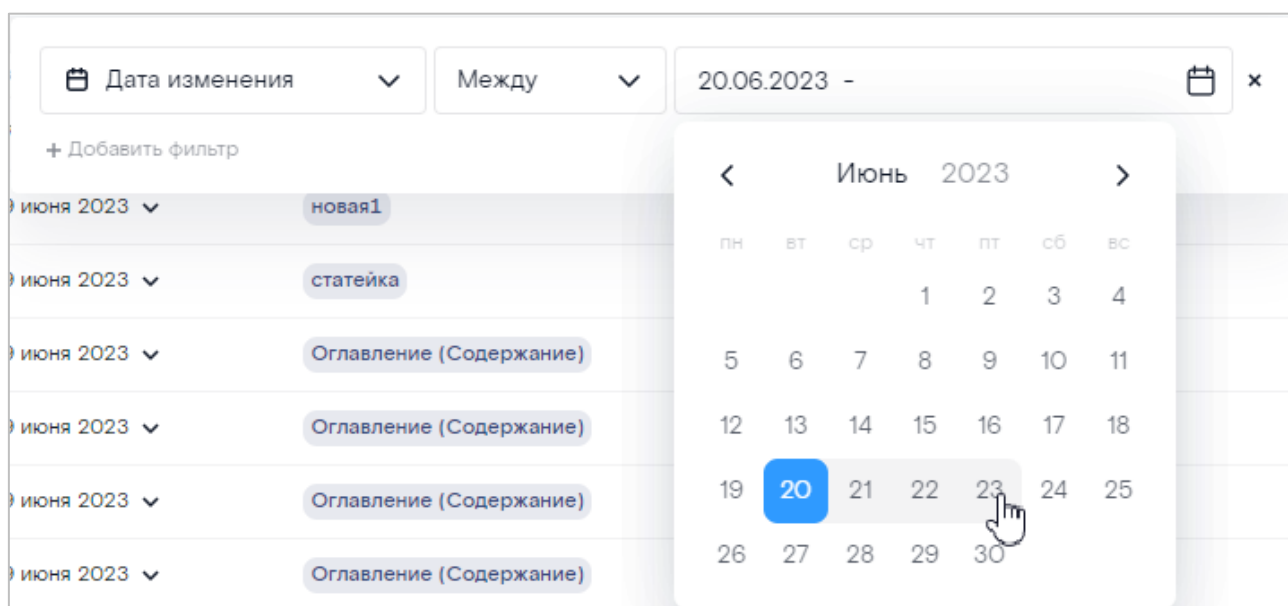 Дата изменения Между 20.06.2023 -
+ Добавить фильтр
Июнь 2023
пн вт ср чт пт сб вс
1 2 3 4
5 6 7 8 9 10 11
12 13 14 15 16 17 18
19 20 21 22 23 24 25
26 27 28 29 30
июня 2023 новая1
июня 2023 статейка
июня 2023 Оглавление (Содержание)
июня 2023 Оглавление (Содержание)
июня 2023 Оглавление (Содержание)
июня 2023 Оглавление (Содержание)